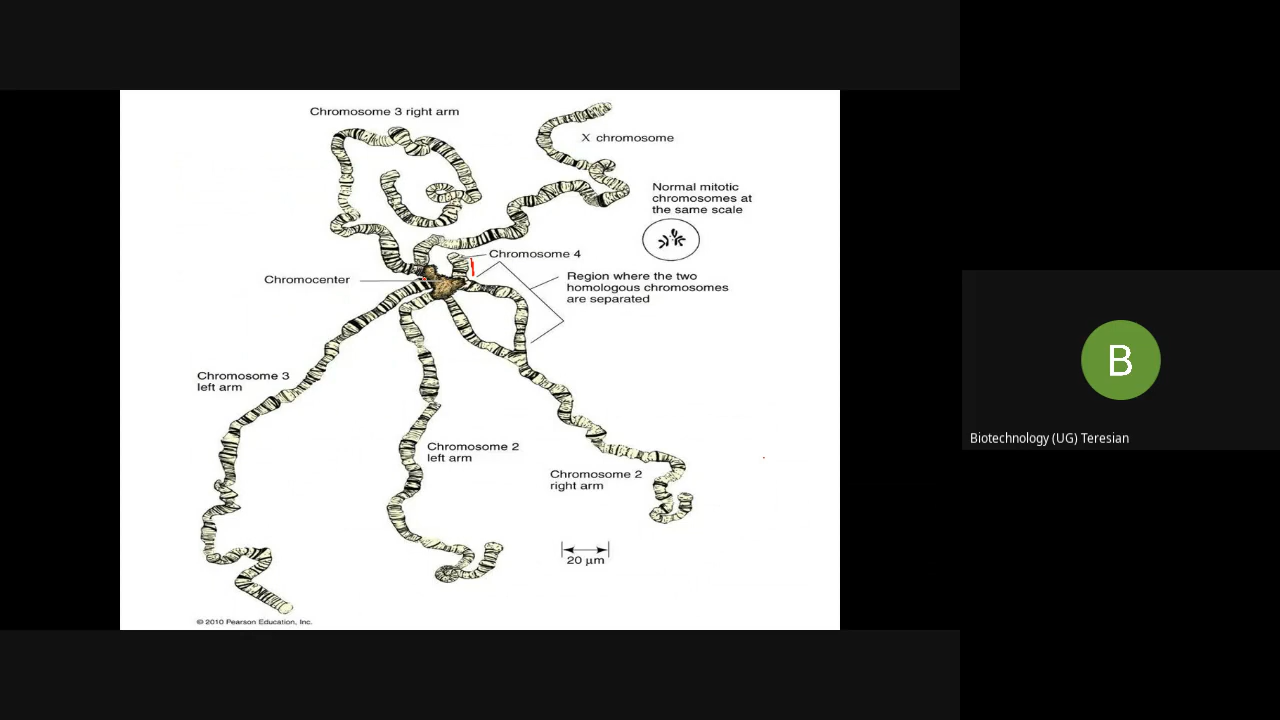 Chromosome 3 right arm
X chromosome
Normal mitotic
chromosomes at
the same scale
Chromosome 4
Chromocenter
Region where the two
homologous chromosomes
are separated
Chromosome 3
left arm
Chromosome 2
left arm
Chromosome 2
right arm
20 µm
© 2010 Pearson Education, Inc.
B
Biotechnology (UG) Teresian